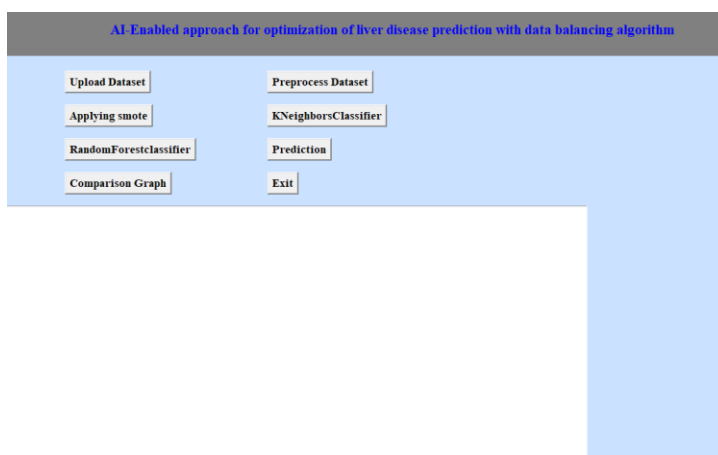 AI-Enabled approach for optimization of liver disease prediction with data balancing algorithm
Upload Dataset
Preprocess Dataset
Applying smote
KNeighborsClassifier
RandomForestclassifier
Prediction
Comparison Graph
Exit